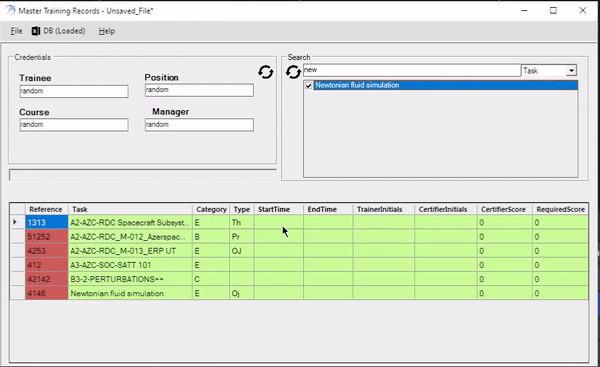 Master Training Records - Unsaved_File*
File DB (Loaded) Help
Credentials
Search
Trainee Position
random random
Course Manager
random random
new Task
Newtonian fluid simulation
Reference Task Category Type StartTime EndTime TrainerInitials CertifierInitials CertifierScore RequiredScore
1313 A2-AZC-RDC Spacecraft Subsyst... E Th 0 0
51252 A2-AZC-RDC_M-012_Azerspac... B Pr 0 0
4253 A2-AZC-RDC_M-013_ERP UT E OJ 0 0
412 A3-AZC-SOC-SATT 101 E 0 0
42142 B3-2-PERTURBATIONS++ C 0 0
4146 Newtonian fluid simulation E Oj 0 0